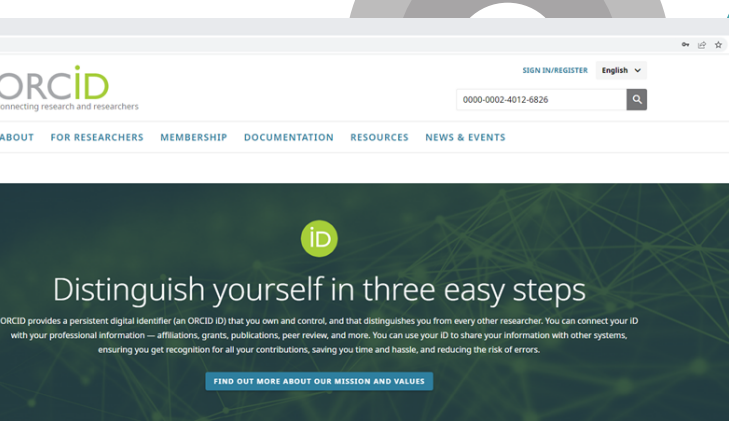 ORCiD
onnecting research and researchers
SIGN IN/REGISTER
English
0000-0002-4012-6826
ABOUT FOR RESEARCHERS MEMBERSHIP DOCUMENTATION RESOURCES NEWS & EVENTS
iD
Distinguish yourself in three easy steps
ORCID provides a persistent digital identifier (an ORCID iD) that you own and control, and that distinguishes you from every other researcher. You can connect your iD
with your professional information — affiliations, grants, publications, peer review, and more. You can use your iD to share your information with other systems,
ensuring you get recognition for all your contributions, saving you time and hassle, and reducing the risk of errors.
FIND OUT MORE ABOUT OUR MISSION AND VALUES